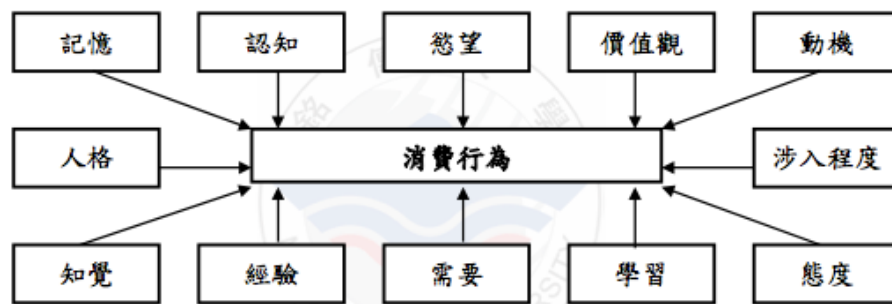 記憶 認知 慾望 價值觀 動機
人格 消費行為 涉入程度
知覺 經驗 需要 學習 態度